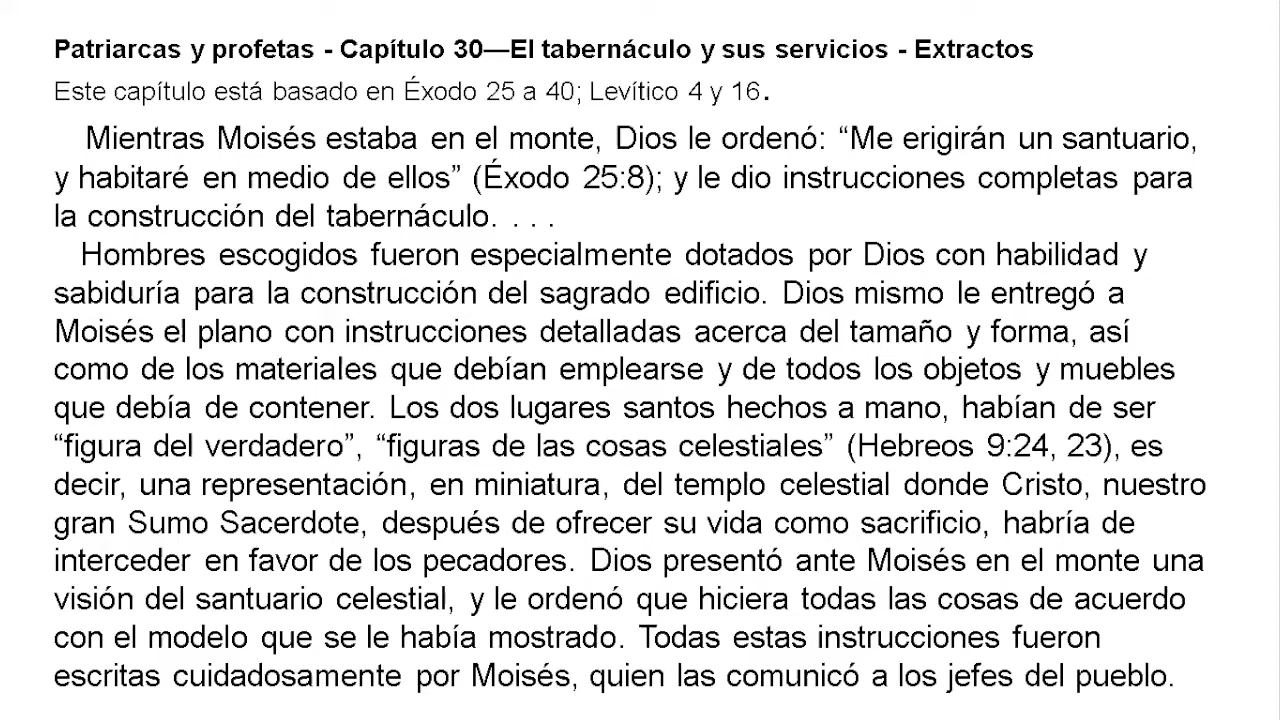 Patriarcas y profetas - Capítulo 30—El tabernáculo y sus servicios - Extractos
Este capítulo está basado en Éxodo 25 a 40; Levítico 4 y 16.
Mientras Moisés estaba en el monte, Dios le ordenó: “Me erigirán un santuario,
y habitaré en medio de ellos” (Éxodo 25:8); y le dio instrucciones completas para
la construcción del tabernáculo. . . .
Hombres escogidos fueron especialmente dotados por Dios con habilidad y
sabiduría para la construcción del sagrado edificio. Dios mismo le entregó a
Moisés el plano con instrucciones detalladas acerca del tamaño y forma, así
como de los materiales que debían emplearse y de todos los objetos y muebles
que debía de contener. Los dos lugares santos hechos a mano, habían de ser
“figura del verdadero”, “figuras de las cosas celestiales” (Hebreos 9:24, 23), es
decir, una representación, en miniatura, del templo celestial donde Cristo, nuestro
gran Sumo Sacerdote, después de ofrecer su vida como sacrificio, habría de
interceder en favor de los pecadores. Dios presentó ante Moisés en el monte una
visión del santuario celestial, y le ordenó que hiciera todas las cosas de acuerdo
con el modelo que se le había mostrado. Todas estas instrucciones fueron
escritas cuidadosamente por Moisés, quien las comunicó a los jefes del pueblo.